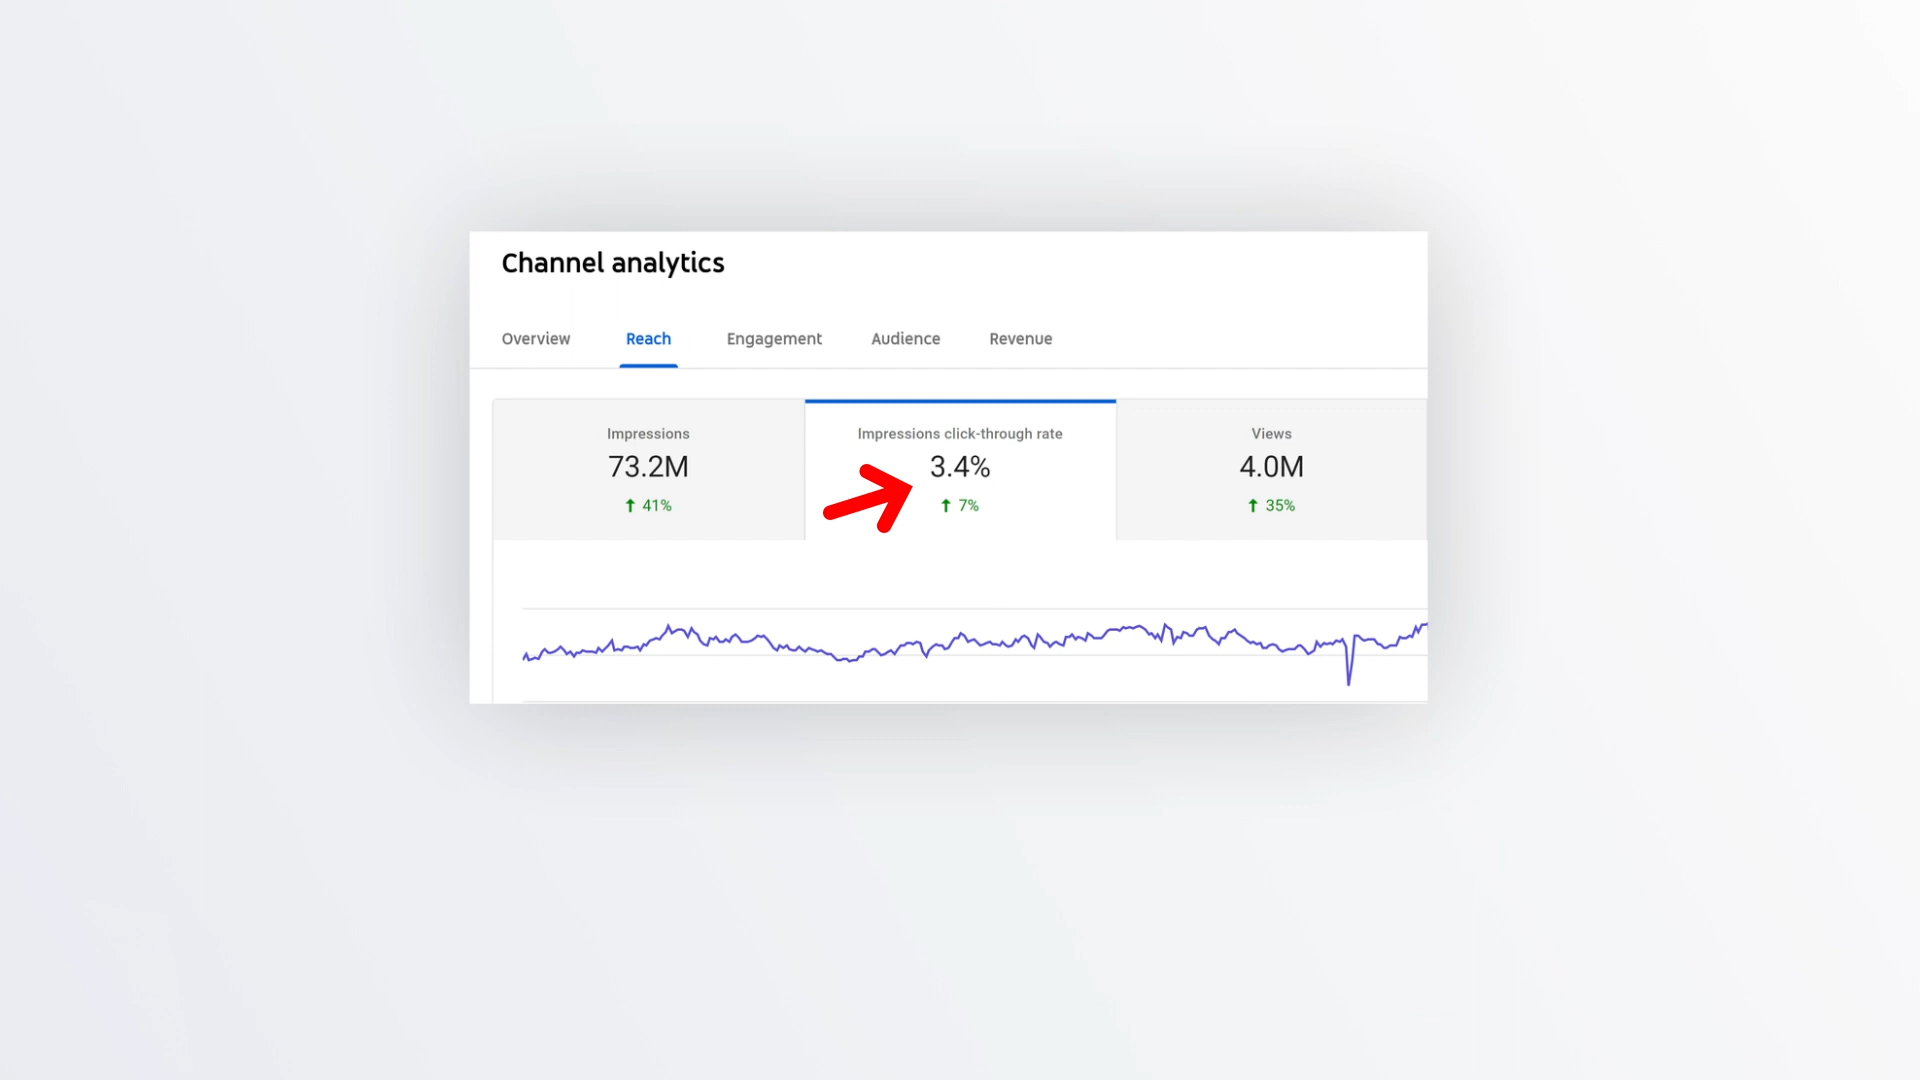 Channel analytics
Overview Reach Engagement Audience Revenue
Impressions Impressions click-through rate Views
73.2M 3.4% 4.0M
↑ 41% ↑ 7% ↑ 35%